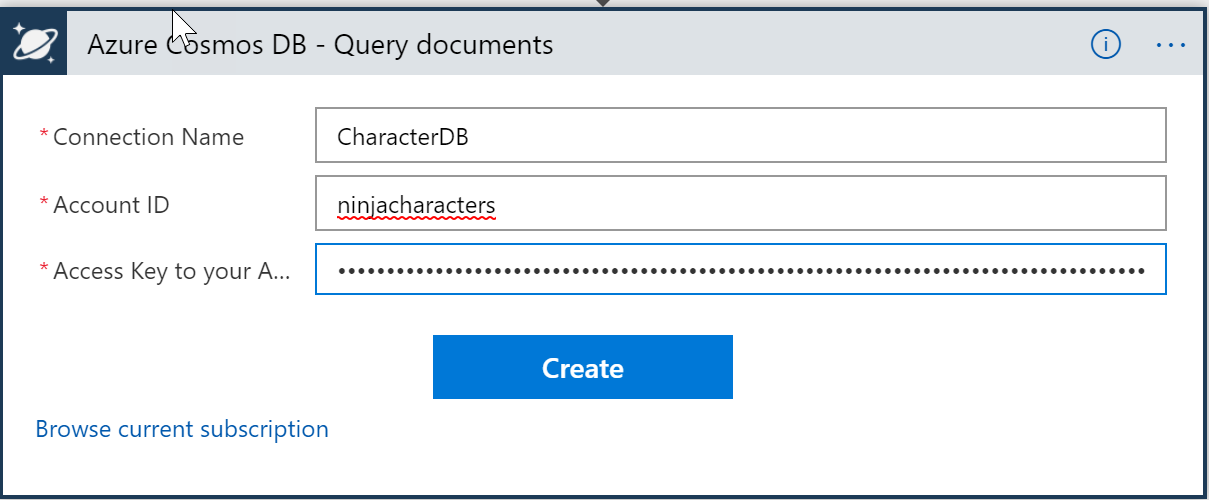 Azure Cosmos DB - Query documents
* Connection Name CharacterDB
* Account ID ninjacharacters
* Access Key to your A... ••••••••••••••••••••••••••••••••••••••••••••••••••••••••••••••••••••••••••••••••••••••
Create
Browse current subscription